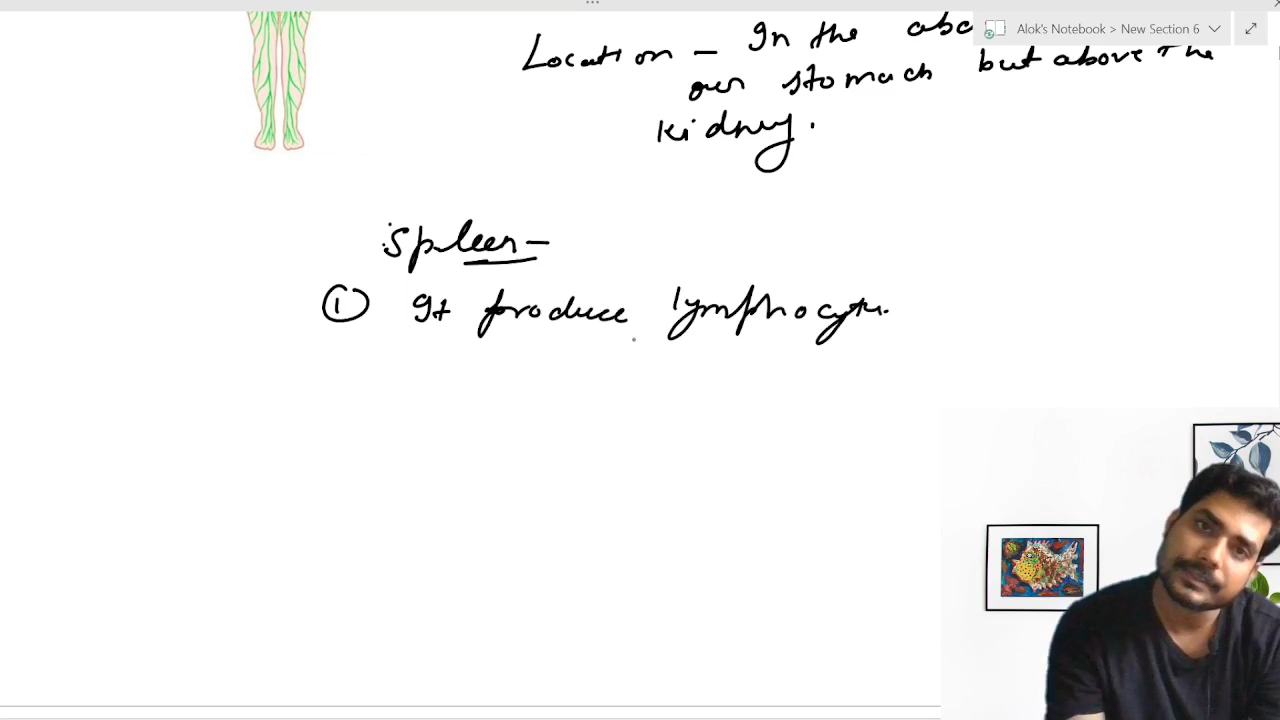 Alok's Notebook > New Section 6
Location - In the
our stomach but above the
kidney.
Spleen-
① It produce lymphocyte.